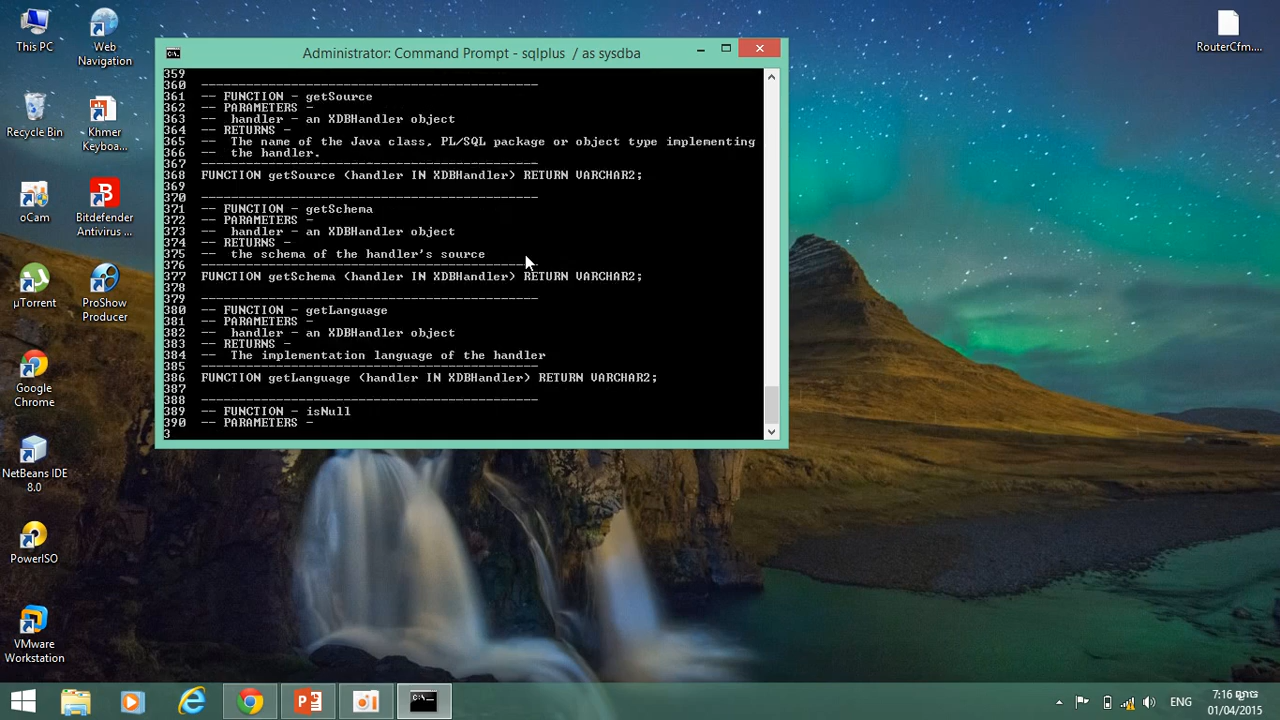 This PC
Web
Navigation
Recycle Bin
Khmer
Keyboa...
oCam
Bitdefender
Antivirus ...
µTorrent
ProShow
Producer
Google
Chrome
NetBeans IDE
8.0
PowerISO
VMware
Workstation
RouterCfm....
Administrator: Command Prompt - sqlplus / as sysdba
359
360 ---------------------------------------------
361 -- FUNCTION - getSource
362 -- PARAMETERS -
363 -- handler - an XDBHandler object
364 -- RETURNS -
365 -- The name of the Java class, PL/SQL package or object type implementing
366 -- the handler.
367 ---------------------------------------------
368 FUNCTION getSource (handler IN XDBHandler) RETURN VARCHAR2;
369
370 ---------------------------------------------
371 -- FUNCTION - getSchema
372 -- PARAMETERS -
373 -- handler - an XDBHandler object
374 -- RETURNS -
375 -- the schema of the handler's source
376 ---------------------------------------------
377 FUNCTION getSchema (handler IN XDBHandler) RETURN VARCHAR2;
378
379 ---------------------------------------------
380 -- FUNCTION - getLanguage
381 -- PARAMETERS -
382 -- handler - an XDBHandler object
383 -- RETURNS -
384 -- The implementation language of the handler
385 ---------------------------------------------
386 FUNCTION getLanguage (handler IN XDBHandler) RETURN VARCHAR2;
387
388 ---------------------------------------------
389 -- FUNCTION - isNull
390 -- PARAMETERS -
3
ENG
7:16
01/04/2015